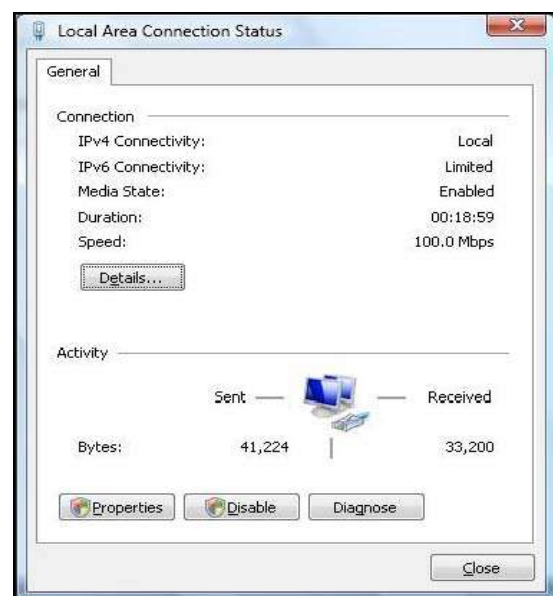 Local Area Connection Status
General
Connection
IPv4 Connectivity: Local
IPv6 Connectivity: Limited
Media State: Enabled
Duration: 00:18:59
Speed: 100.0 Mbps
Details...
Activity
Sent Received
Bytes: 41,224 33,200
Properties Disable Diagnose
Close